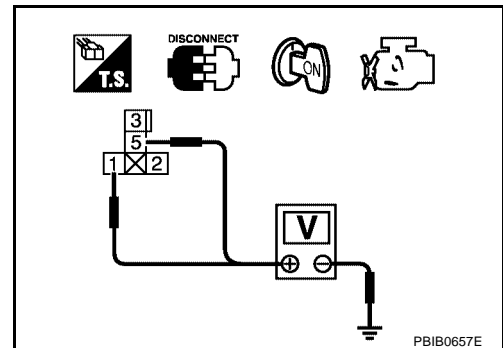 DISCONNECT
T.S.
ON
3
5
1 2
V
+ −
PBIB0657E